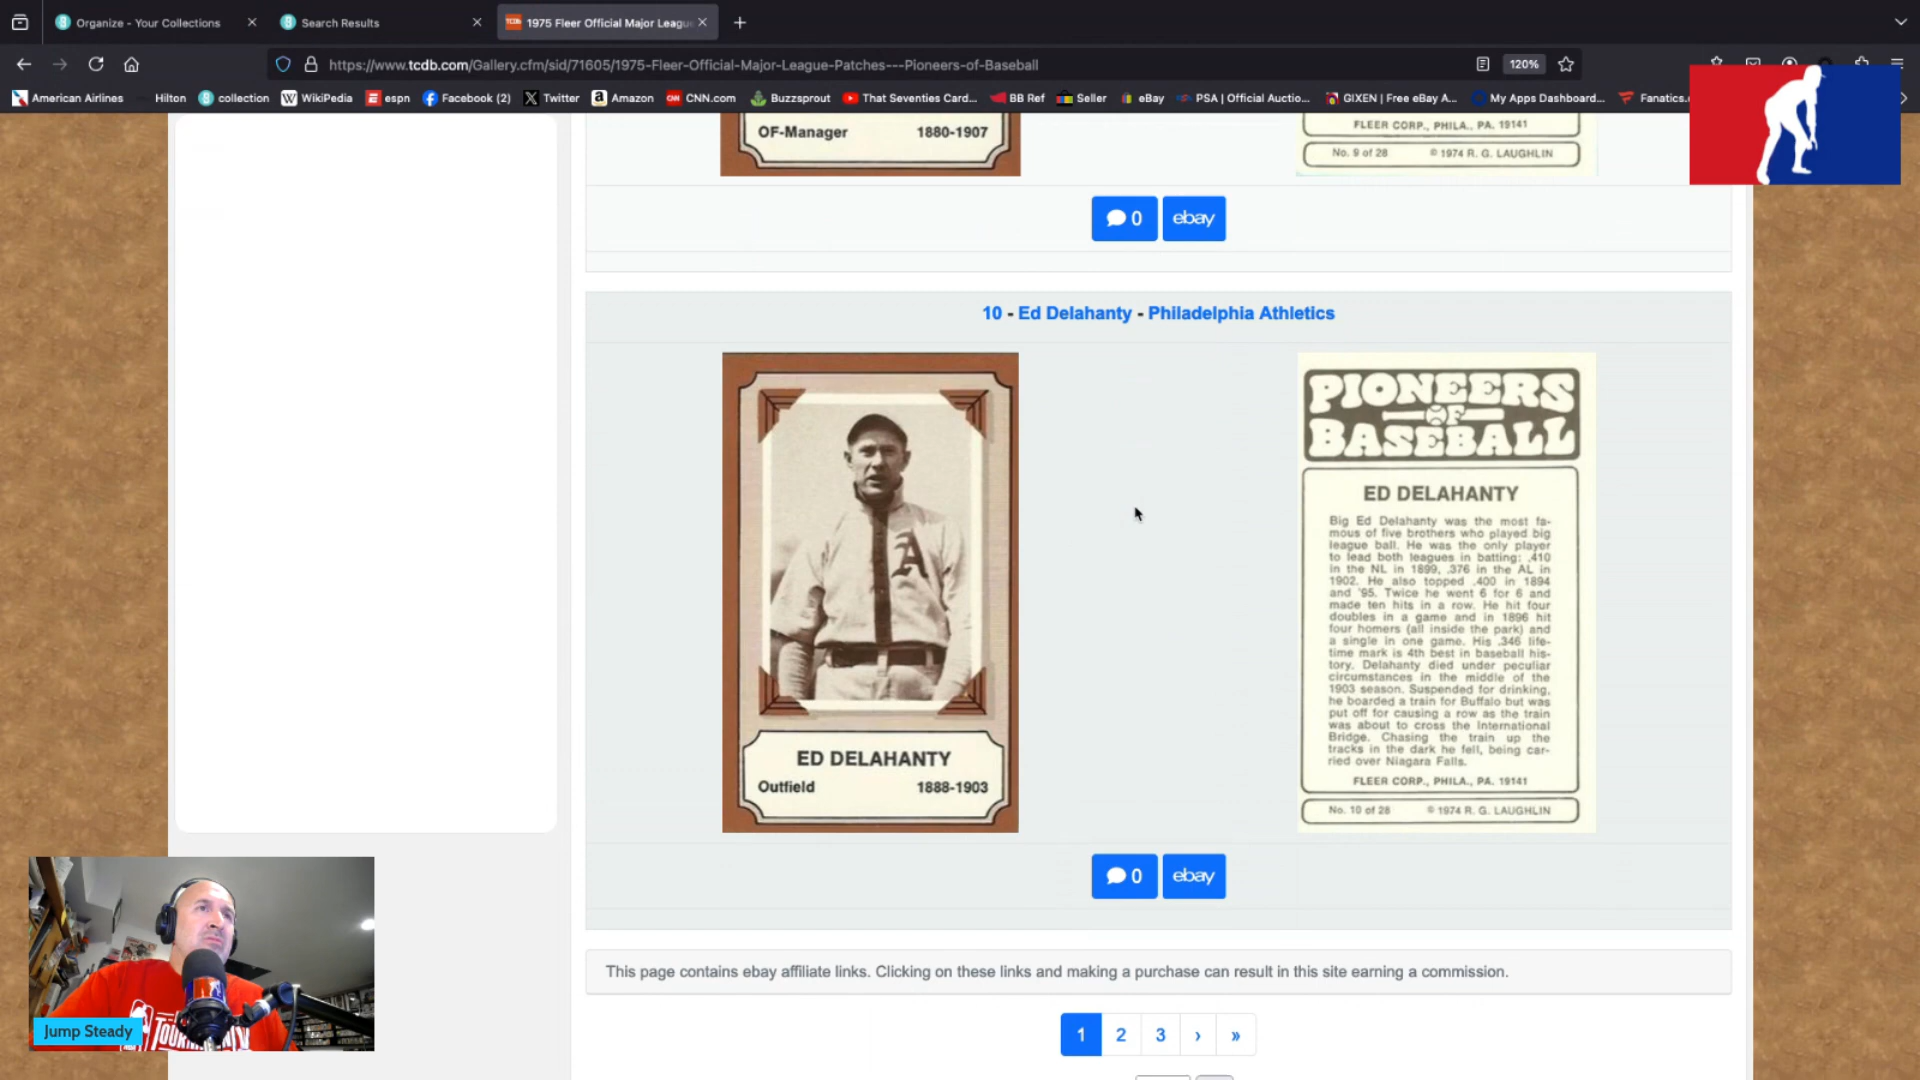 Organize - Your Collections
Search Results
TCDb 1975 Fleer Official Major Leagu
https://www.tcdb.com/Gallery.cfm/sid/71605/1975-Fleer-Official-Major-League-Patches---Pioneers-of-Baseball
120%
American Airlines
Hilton
collection
WikiPedia
espn
Facebook (2)
Twitter
Amazon
CNN.com
Buzzsprout
That Seventies Card...
BB Ref
Seller
eBay
PSA | Official Auctio...
GIXEN | Free eBay A...
My Apps Dashboard...
Fanatics.
OF-Manager 1880-1907
FLEER CORP., PHILA., PA. 19141
No. 9 of 28 © 1974 R. G. LAUGHLIN
0 ebay
10 - Ed Delahanty - Philadelphia Athletics
A
ED DELAHANTY
Outfield 1888-1903
PIONEERS
OF
BASEBALL
ED DELAHANTY
Big Ed Delahanty was the most fa-
mous of five brothers who played big
league ball. He was the only player
to lead both leagues in batting: .410
in the NL in 1899, .376 in the AL in
1902. He also topped .400 in 1894
and '95. Twice he went 6 for 6 and
made ten hits in a row. He hit four
doubles in a game and in 1896 hit
four homers (all inside the park) and
a single in one game. His .346 life-
time mark is 4th best in baseball his-
tory. Delahanty died under peculiar
circumstances in the middle of the
1903 season. Suspended for drinking,
he boarded a train for Buffalo but was
put off for causing a row as the train
was about to cross the International
Bridge. Chasing the train up the
tracks in the dark he fell, being car-
ried over Niagara Falls.
FLEER CORP., PHILA., PA. 19141
No. 10 of 28 © 1974 R. G. LAUGHLIN
0 ebay
This page contains ebay affiliate links. Clicking on these links and making a purchase can result in this site earning a commission.
1 2 3 › »
Jump Steady